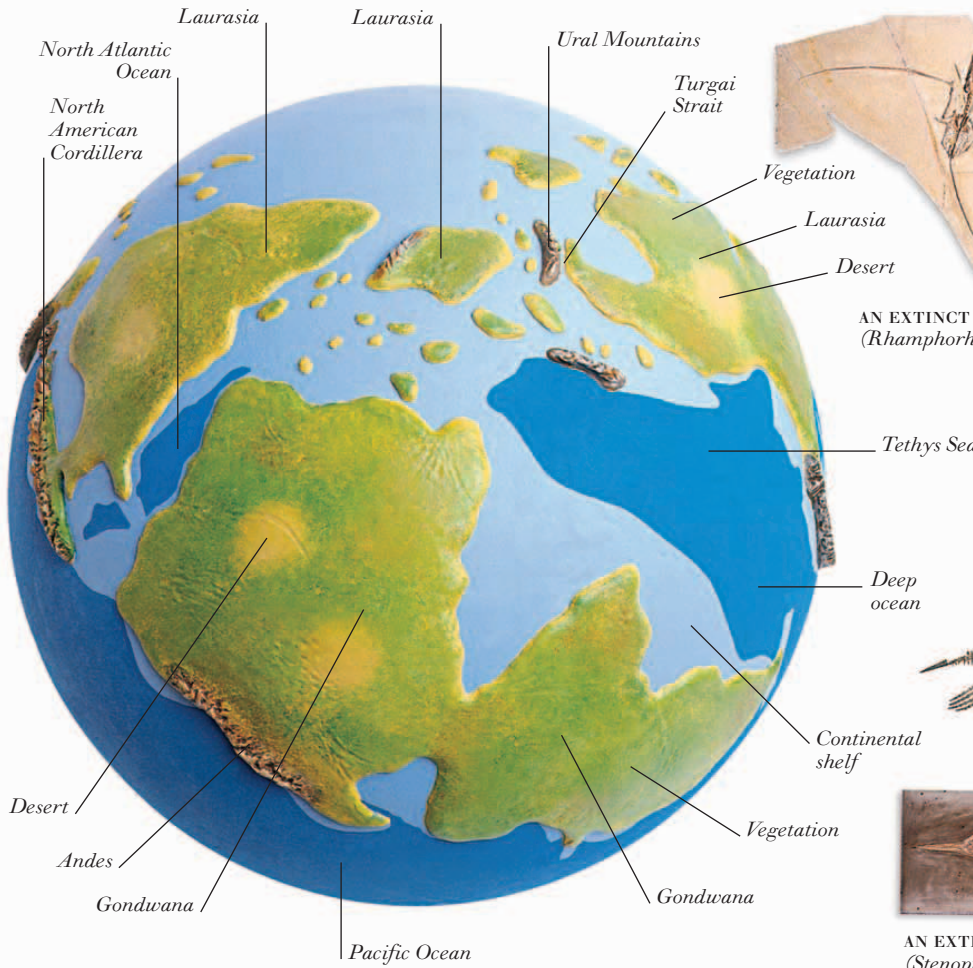 Laurasia
Laurasia
North Atlantic
Ocean
Ural Mountains
Turgai
Strait
North
American
Cordillera
Vegetation
Laurasia
Desert
AN EXTINCT
(Rhamphorh
Tethys Sea
Deep
ocean
Continental
shelf
Desert
Vegetation
Andes
Gondwana
Gondwana
Pacific Ocean
AN EXTI
(Stenop